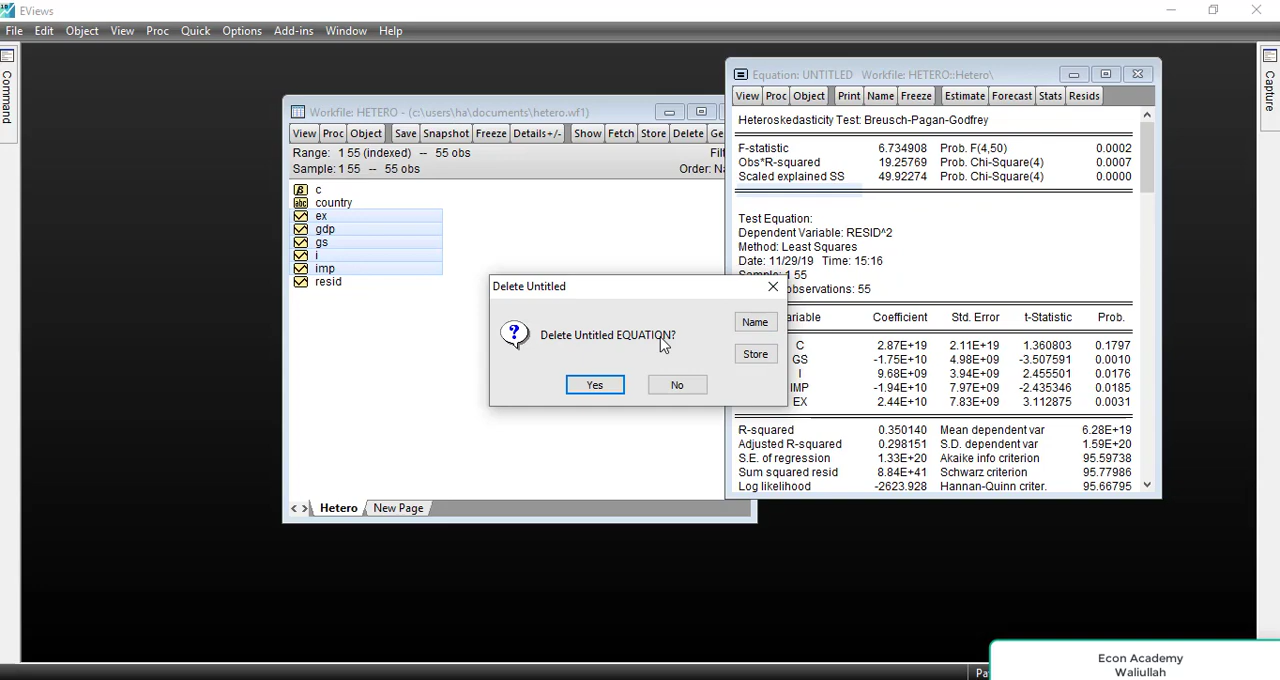 EViews
File Edit Object View Proc Quick Options Add-ins Window Help
Command
Capture
Workfile: HETERO - (c:\users\ha\documents\hetero.wf1)
View Proc Object Save Snapshot Freeze Details+/- Show Fetch Store Delete Ge
Range: 1 55 (indexed) -- 55 obs
Sample: 1 55 -- 55 obs
Order: Na
c
country
ex
gdp
gs
i
imp
resid
Hetero New Page
Equation: UNTITLED Workfile: HETERO::Hetero\
View Proc Object Print Name Freeze Estimate Forecast Stats Resids
Heteroskedasticity Test: Breusch-Pagan-Godfrey
F-statistic 6.734908 Prob. F(4,50) 0.0002
Obs*R-squared 19.25769 Prob. Chi-Square(4) 0.0007
Scaled explained SS 49.92274 Prob. Chi-Square(4) 0.0000
Test Equation:
Dependent Variable: RESID^2
Method: Least Squares
Date: 11/29/19 Time: 15:16
Sample: 1 55
observations: 55
Coefficient Std. Error t-Statistic Prob.
C 2.87E+19 2.11E+19 1.360803 0.1797
GS -1.75E+10 4.98E+09 -3.507591 0.0010
I 9.68E+09 3.94E+09 2.455501 0.0176
IMP -1.94E+10 7.97E+09 -2.435346 0.0185
EX 2.44E+10 7.83E+09 3.112875 0.0031
R-squared 0.350140 Mean dependent var 6.28E+19
Adjusted R-squared 0.298151 S.D. dependent var 1.59E+20
S.E. of regression 1.33E+20 Akaike info criterion 95.59738
Sum squared resid 8.84E+41 Schwarz criterion 95.77986
Log likelihood -2623.928 Hannan-Quinn criter. 95.66795
Delete Untitled
Delete Untitled EQUATION?
Name
Store
Yes No
Pa
Econ Academy
Waliullah